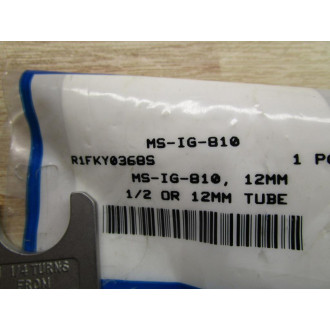 MS-IG-810
R1FKY0368S 1 PC
MS-IG-810, 12MM
1/2 OR 12MM TUBE
1 1/4 TURNS
FROM